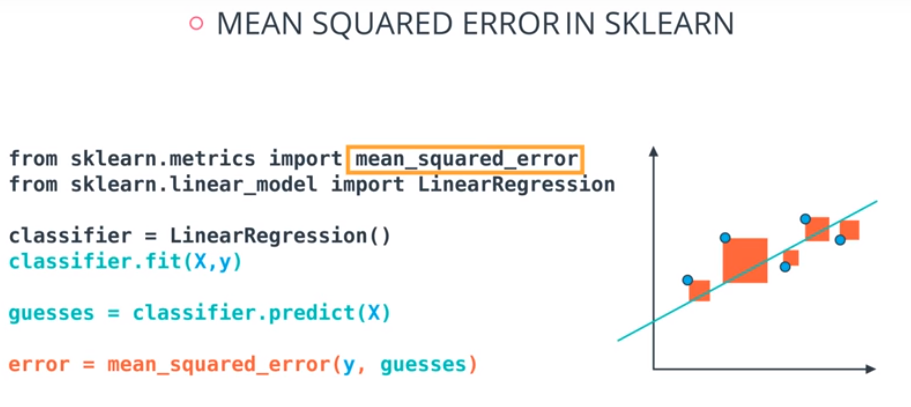 MEAN SQUARED ERROR IN SKLEARN
from sklearn.metrics import mean_squared_error
from sklearn.linear_model import LinearRegression
classifier = LinearRegression()
classifier.fit(X,y)
guesses = classifier.predict(X)
error = mean_squared_error(y, guesses)